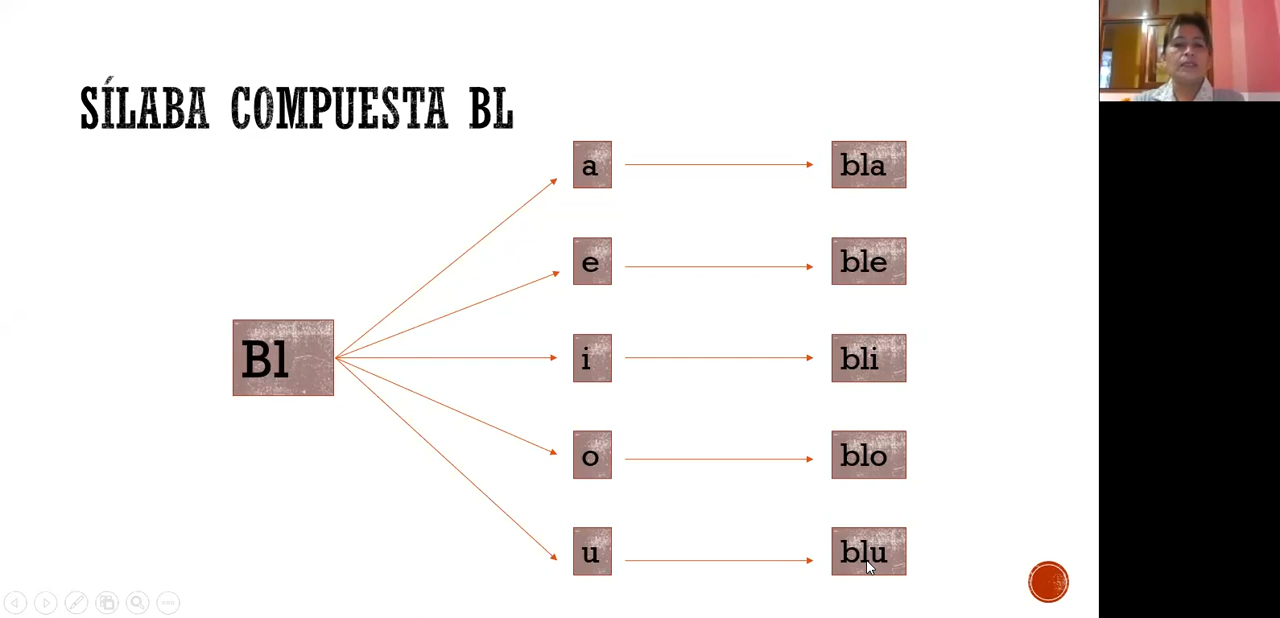 SÍLABA COMPUESTA BL
a
bla
e
ble
Bl
i
bli
o
blo
u
blu